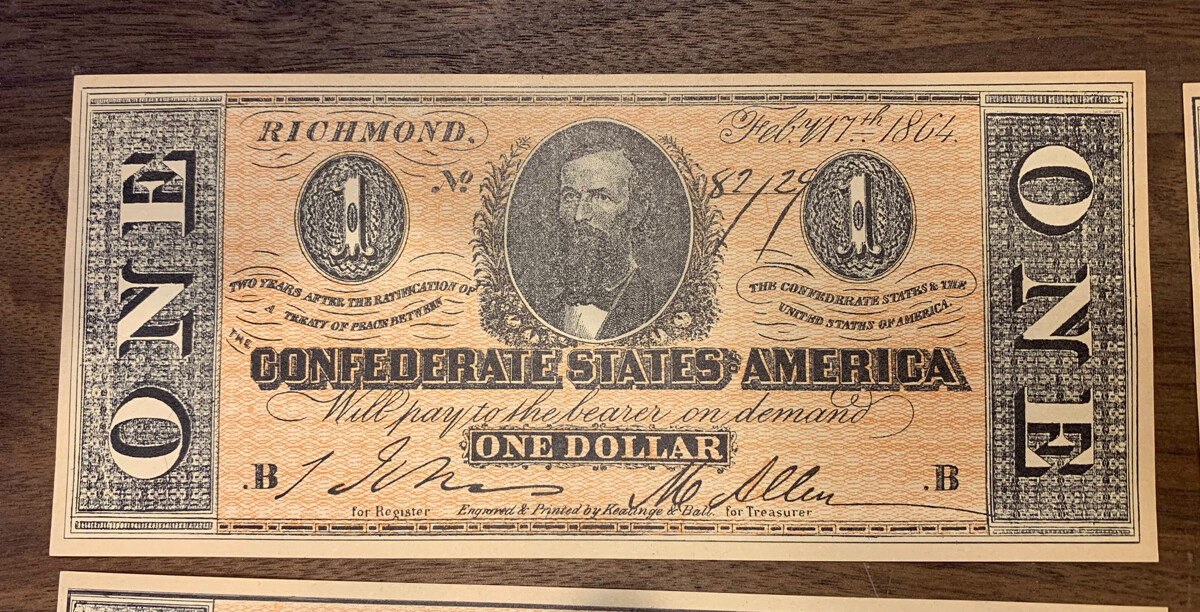 RICHMOND.
Feb.y 17th 1864.
1
No
82729
1
TWO YEARS AFTER THE RATIFICATION OF
A TREATY OF PEACE BETWEEN
THE CONFEDERATE STATES & THE
UNITED STATES OF AMERICA.
THE
CONFEDERATE STATES AMERICA
Will pay to the bearer on demand
ONE DOLLAR
.B
M Allen
.B
for Register
Engraved & Printed by Keatinge & Ball.
for Treasurer
ONE
ONE